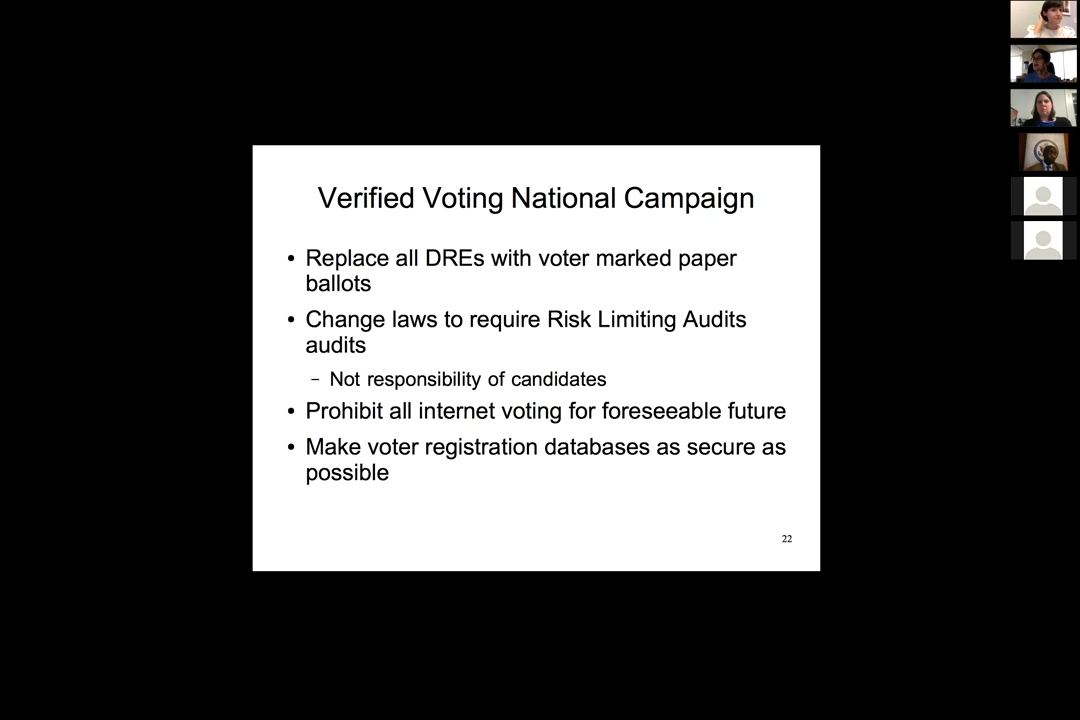 Verified Voting National Campaign
• Replace all DREs with voter marked paper
ballots
• Change laws to require Risk Limiting Audits
audits
– Not responsibility of candidates
• Prohibit all internet voting for foreseeable future
• Make voter registration databases as secure as
possible
22